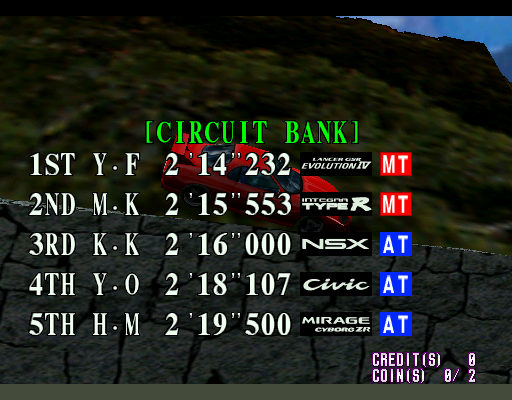 [CIRCUIT BANK]
1ST Y.F 2'14"232 LANCER GSR EVOLUTION IV MT
2ND M.K 2'15"553 INTEGRA TYPE R MT
3RD K.K 2'16"000 NSX AT
4TH Y.O 2'18"107 Civic AT
5TH H.M 2'19"500 MIRAGE CYBORG ZR AT
CREDIT(S) 0
COIN(S) 0/ 2